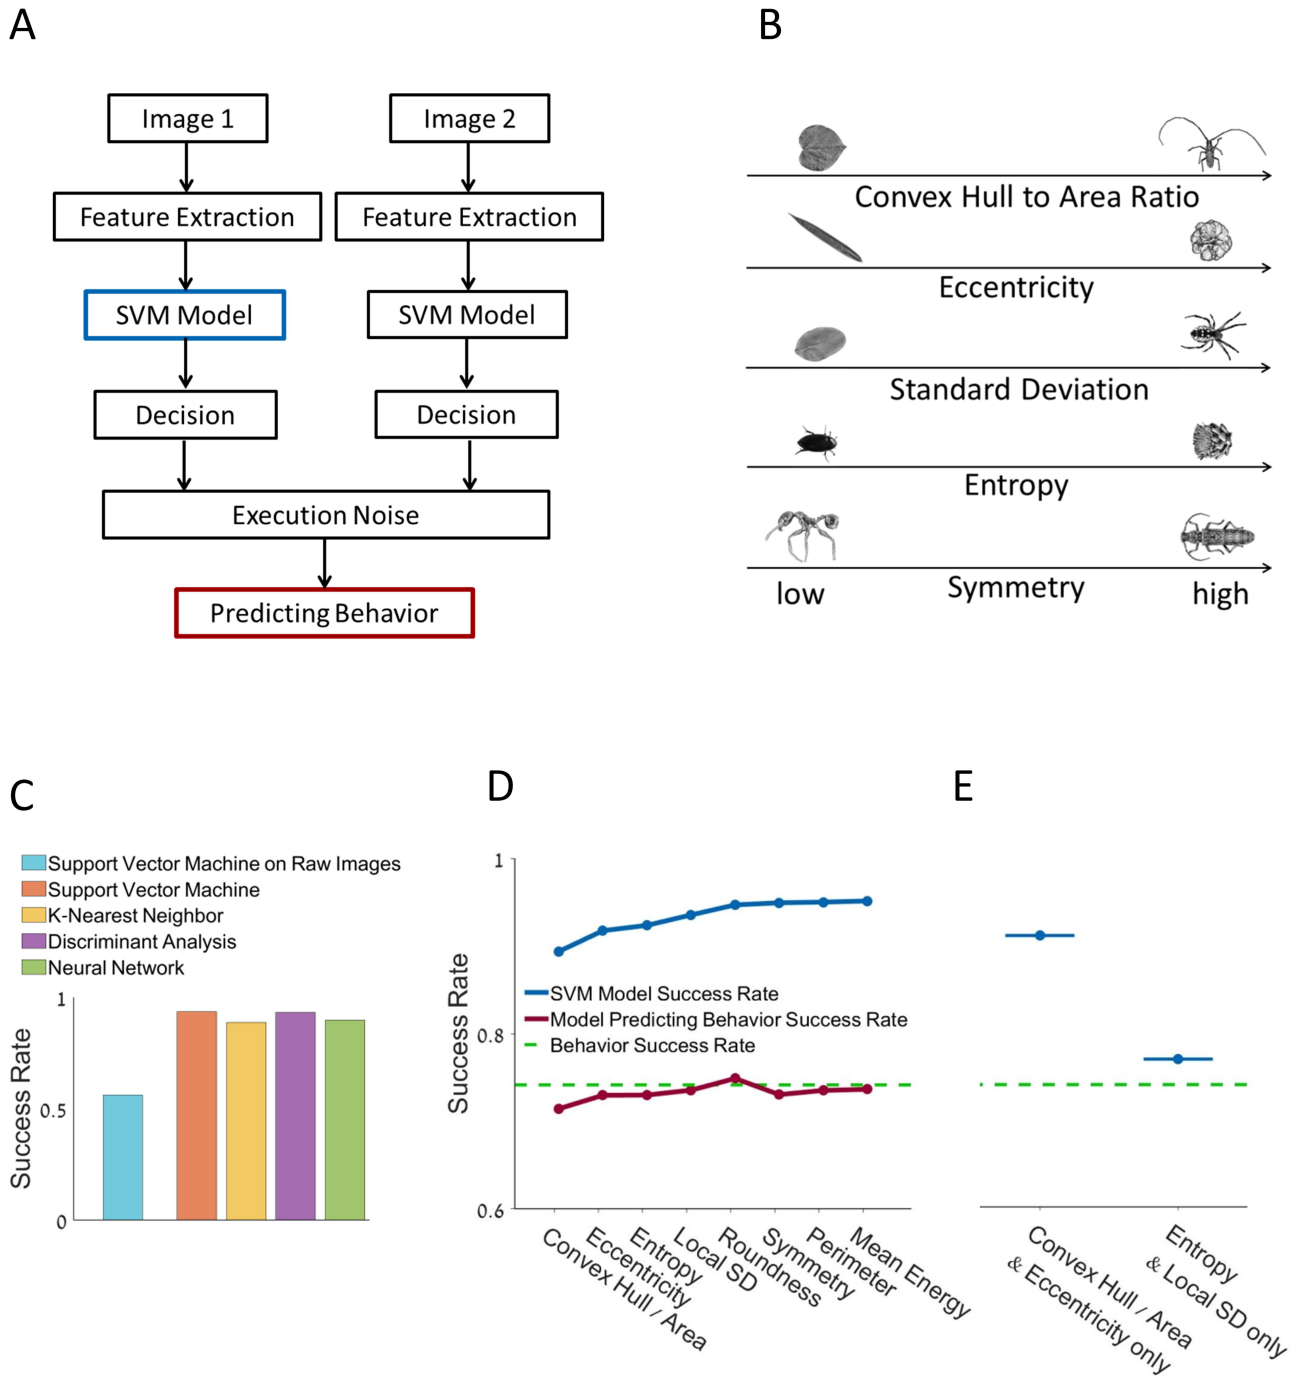 A
Image 1
Image 2
Feature Extraction
Feature Extraction
SVM Model
SVM Model
Decision
Decision
Execution Noise
Predicting Behavior
B
Convex Hull to Area Ratio
Eccentricity
Standard Deviation
Entropy
low
Symmetry
high
C
Support Vector Machine on Raw Images
Support Vector Machine
K-Nearest Neighbor
Discriminant Analysis
Neural Network
Success Rate
1
0.5
0
D
Success Rate
1
0.8
0.6
SVM Model Success Rate
Model Predicting Behavior Success Rate
Behavior Success Rate
Convex Hull / Area
Eccentricity
Entropy
Local SD
Roundness
Symmetry
Perimeter
Mean Energy
E
Convex Hull / Area
& Eccentricity only
Entropy
& Local SD only